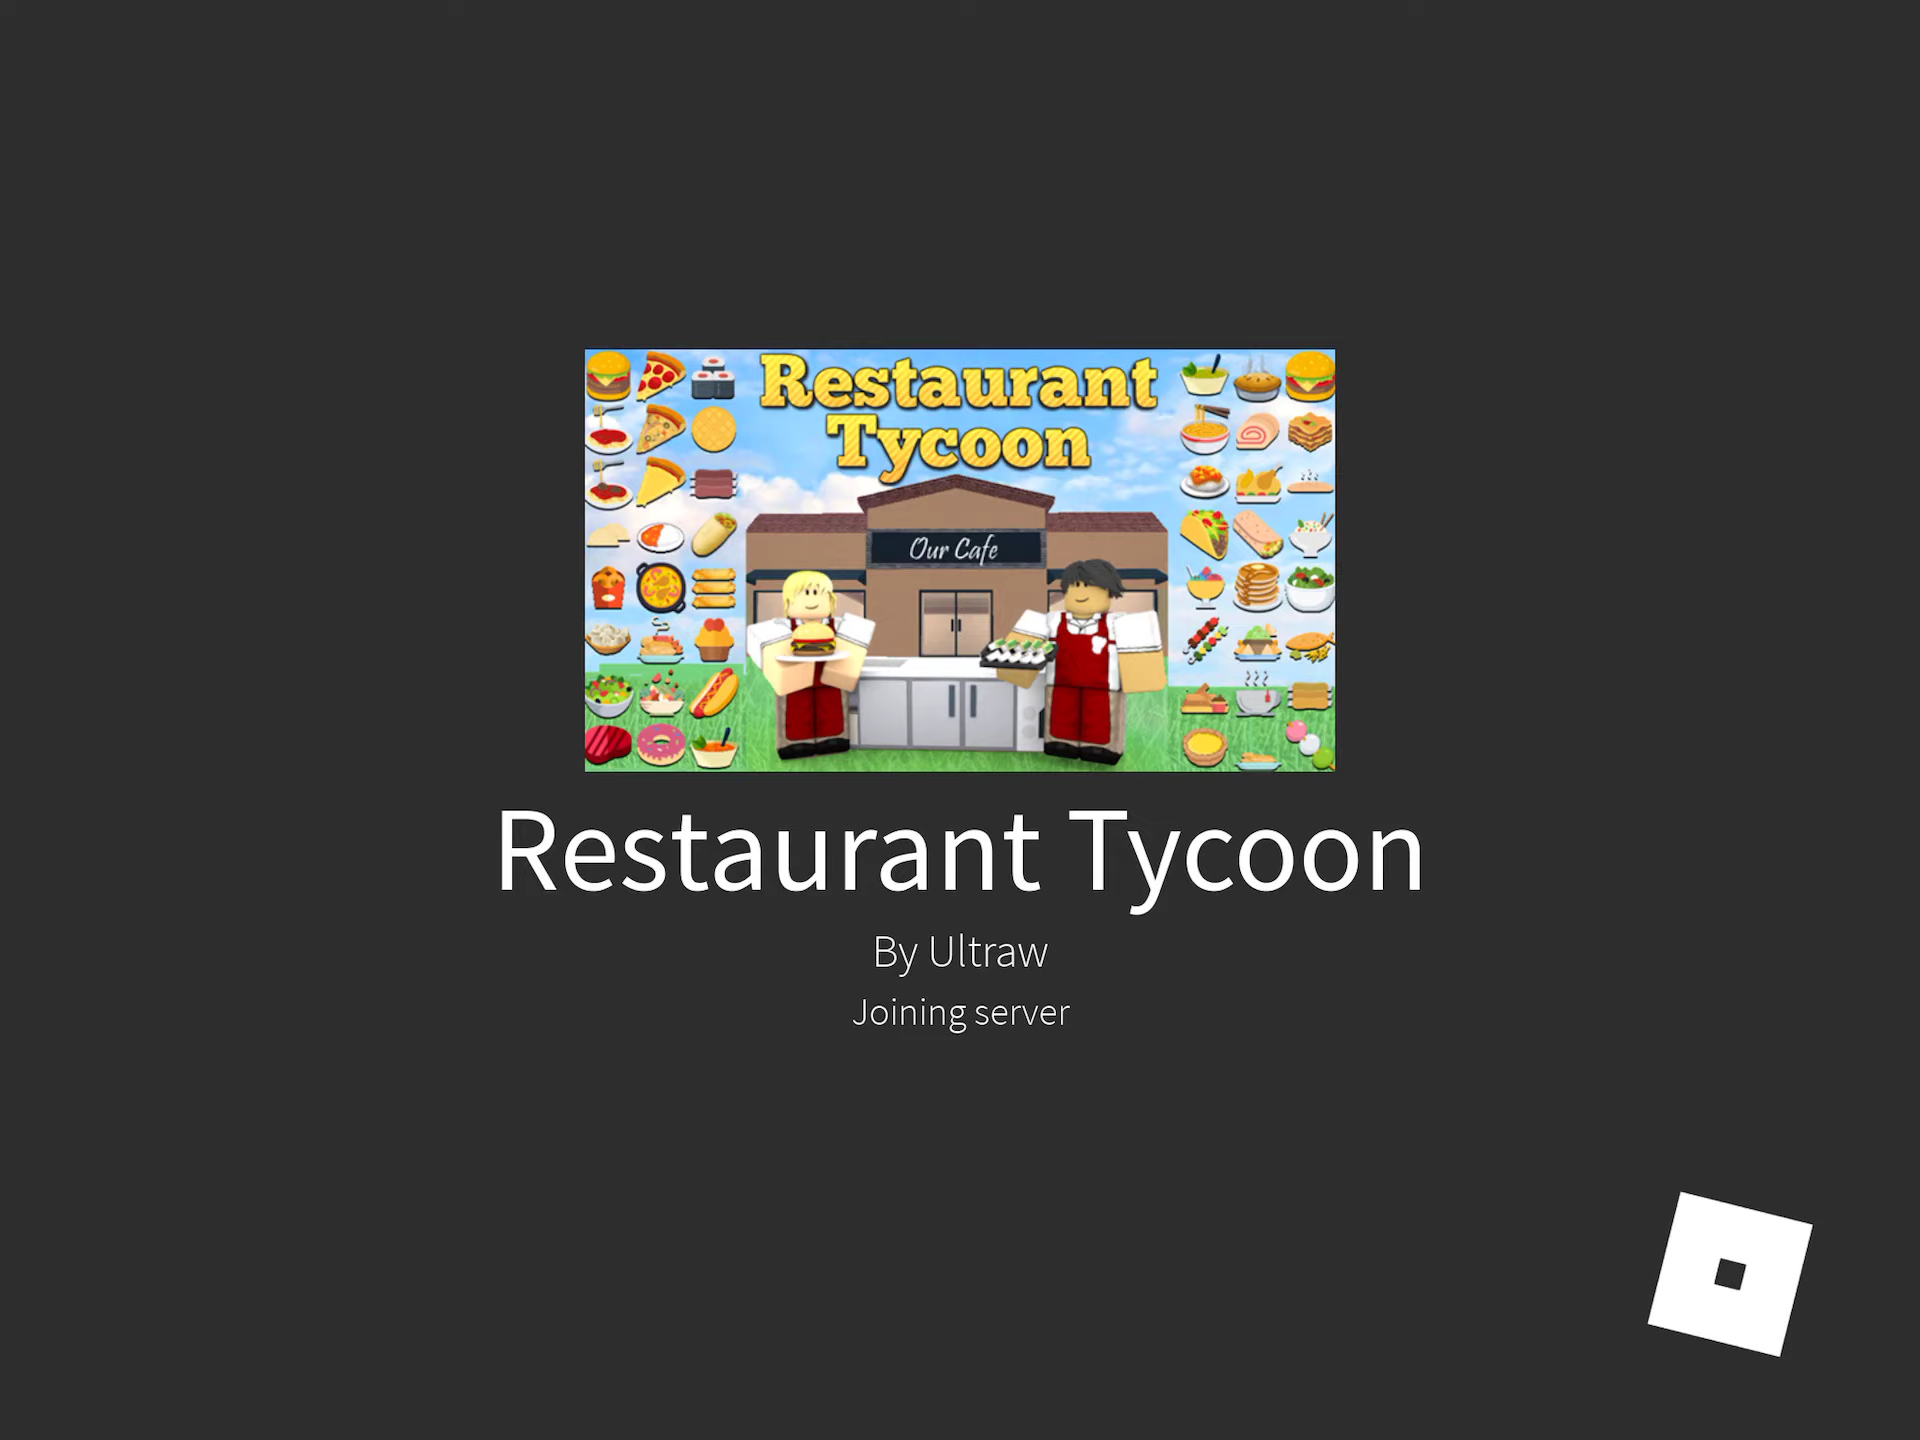 Restaurant
Tycoon
Our Cafe
Restaurant Tycoon
By Ultraw
Joining server